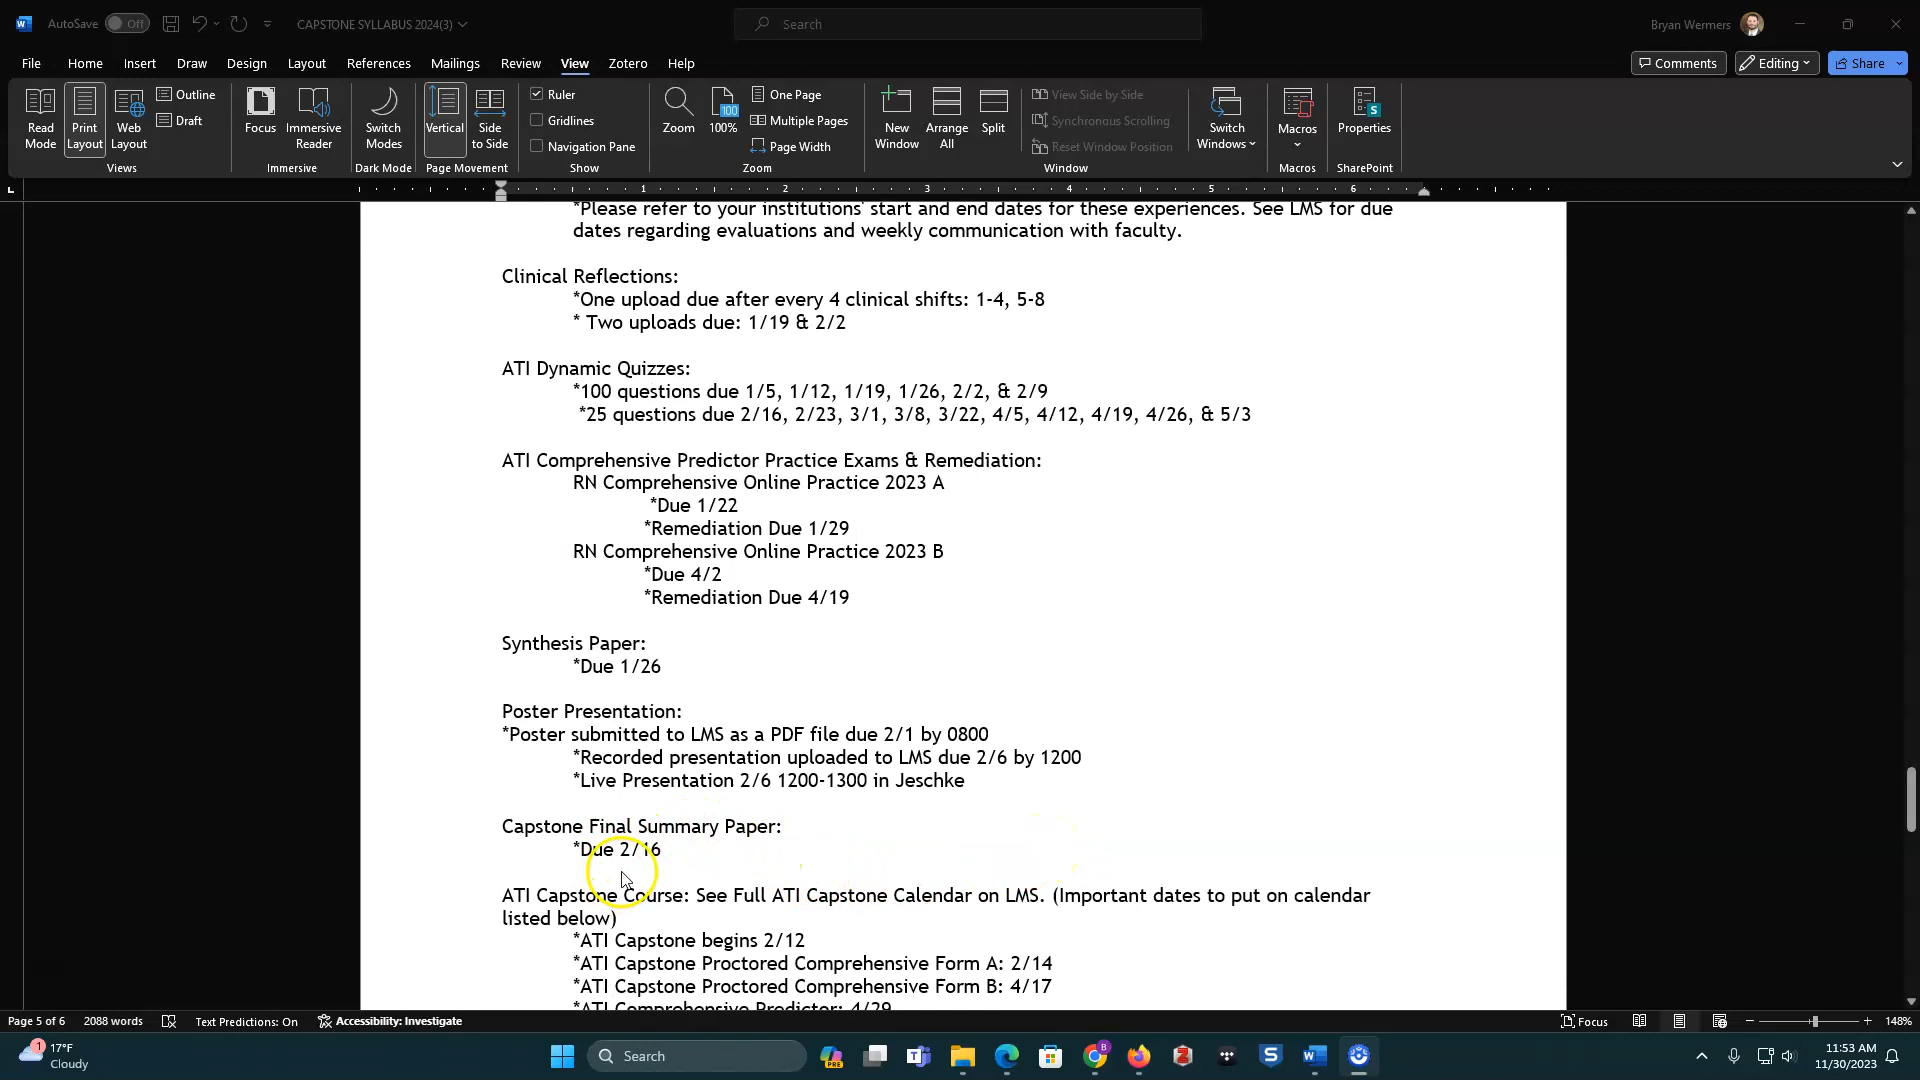 AutoSave Off CAPSTONE SYLLABUS 2024(3) Search Bryan Wermers
File Home Insert Draw Design Layout References Mailings Review View Zotero Help Comments Editing Share
Read Mode
Print Layout
Web Layout
Outline
Draft
Views
Focus
Immersive Reader
Immersive
Switch Modes
Dark Mode
Vertical
Side to Side
Page Movement
Ruler
Gridlines
Navigation Pane
Show
Zoom
100
100%
One Page
Multiple Pages
Page Width
Zoom
New Window
Arrange All
Split
View Side by Side
Synchronous Scrolling
Reset Window Position
Switch Windows
Window
Macros
Macros
S
Properties
SharePoint
L
1 2 3 4 5 6
*Please refer to your institutions' start and end dates for these experiences. See LMS for due
dates regarding evaluations and weekly communication with faculty.
Clinical Reflections:
*One upload due after every 4 clinical shifts: 1-4, 5-8
* Two uploads due: 1/19 & 2/2
ATI Dynamic Quizzes:
*100 questions due 1/5, 1/12, 1/19, 1/26, 2/2, & 2/9
*25 questions due 2/16, 2/23, 3/1, 3/8, 3/22, 4/5, 4/12, 4/19, 4/26, & 5/3
ATI Comprehensive Predictor Practice Exams & Remediation:
RN Comprehensive Online Practice 2023 A
*Due 1/22
*Remediation Due 1/29
RN Comprehensive Online Practice 2023 B
*Due 4/2
*Remediation Due 4/19
Synthesis Paper:
*Due 1/26
Poster Presentation:
*Poster submitted to LMS as a PDF file due 2/1 by 0800
*Recorded presentation uploaded to LMS due 2/6 by 1200
*Live Presentation 2/6 1200-1300 in Jeschke
Capstone Final Summary Paper:
*Due 2/16
ATI Capstone Course: See Full ATI Capstone Calendar on LMS. (Important dates to put on calendar
listed below)
*ATI Capstone begins 2/12
*ATI Capstone Proctored Comprehensive Form A: 2/14
*ATI Capstone Proctored Comprehensive Form B: 4/17
*ATI Comprehensive Predictor: 4/29
Page 5 of 6 2088 words Text Predictions: On Accessibility: Investigate Focus 148%
1 17°F
Cloudy
Search
PRE
B
11:53 AM
11/30/2023